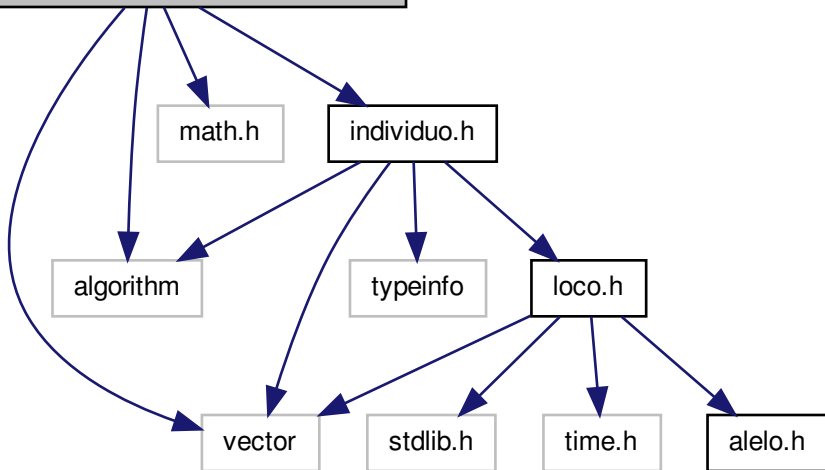 math.h
individuo.h
algorithm
typeinfo
loco.h
vector
stdlib.h
time.h
alelo.h